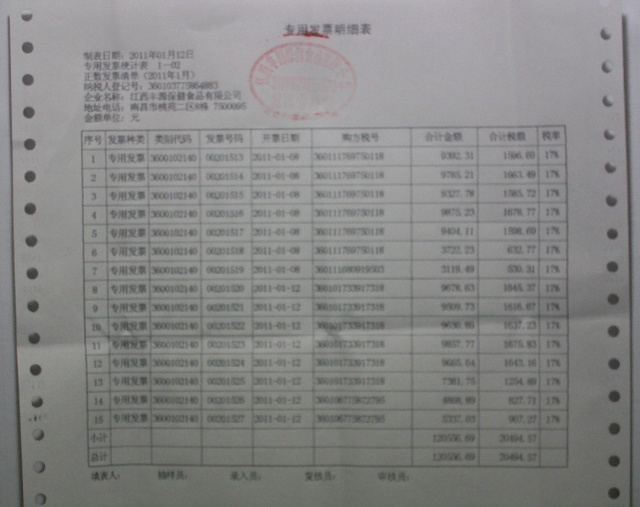 专用发票明细表
制表日期：2011年01月12日
专用发票统计表 1-02
正数发票清单（2011年1月）
纳税人登记号：360103775864883
企业名称：江西丰源保健食品有限公司
地址电话：南昌市桃苑二区8栋 7500095
金额单位：元
序号 发票种类 类别代码 发票号码 开票日期 购方税号 合计金额 合计税额 税率
1 专用发票 3600102140 00201513 2011-01-08 360111769750118 9392.31 1596.69 17%
2 专用发票 3600102140 00201514 2011-01-08 360111769750118 9785.21 1663.49 17%
3 专用发票 3600102140 00201515 2011-01-08 360111769750118 9327.78 1585.72 17%
4 专用发票 3600102140 00201516 2011-01-08 360111769750118 9875.23 1678.77 17%
5 专用发票 3600102140 00201517 2011-01-08 360111769750118 9404.11 1598.69 17%
6 专用发票 3600102140 00201518 2011-01-08 360111769750118 3722.23 632.77 17%
7 专用发票 3600102140 00201519 2011-01-08 3119.49 530.31 17%
8 专用发票 3600102140 00201520 2011-01-12 360101733917318 9678.63 1645.37 17%
9 专用发票 3600102140 00201521 2011-01-12 360101733917318 9509.73 1616.67 17%
10 专用发票 3600102140 00201522 2011-01-12 360101733917318 1637.23 17%
11 专用发票 3600102140 00201523 2011-01-12 360101733917318 9857.77 1675.83 17%
12 专用发票 3600102140 00201524 2011-01-12 360101733917318 9665.64 1643.16 17%
13 专用发票 3600102140 00201525 2011-01-12 360101733917318 7381.75 1254.89 17%
14 专用发票 3600102140 00201526 2011-01-12 360106775872795 4868.89 827.71 17%
15 专用发票 3600102140 00201527 2011-01-12 360106775872795 907.27 17%
小计 120556.69 20494.57
总计 120556.69 20494.57
填表人： 稽核员： 录入员： 复核员： 审核员：